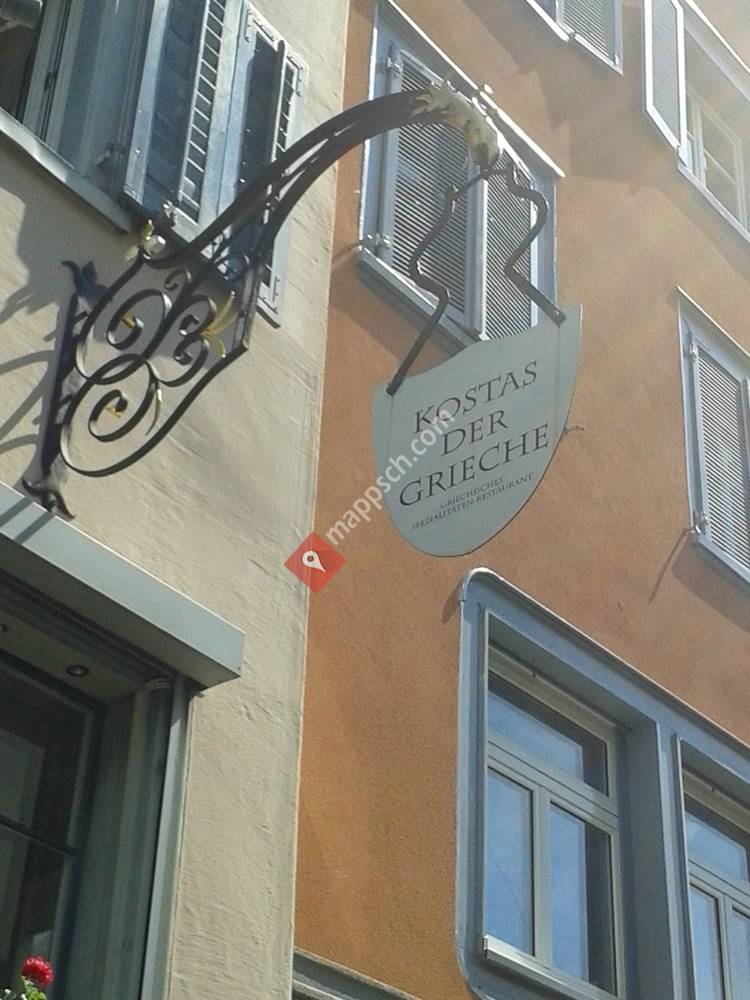 KOSTAS
DER
GRIECHE
GRIECHISCHES
SPEZIALITÄTEN-RESTAURANT
mappsch.com